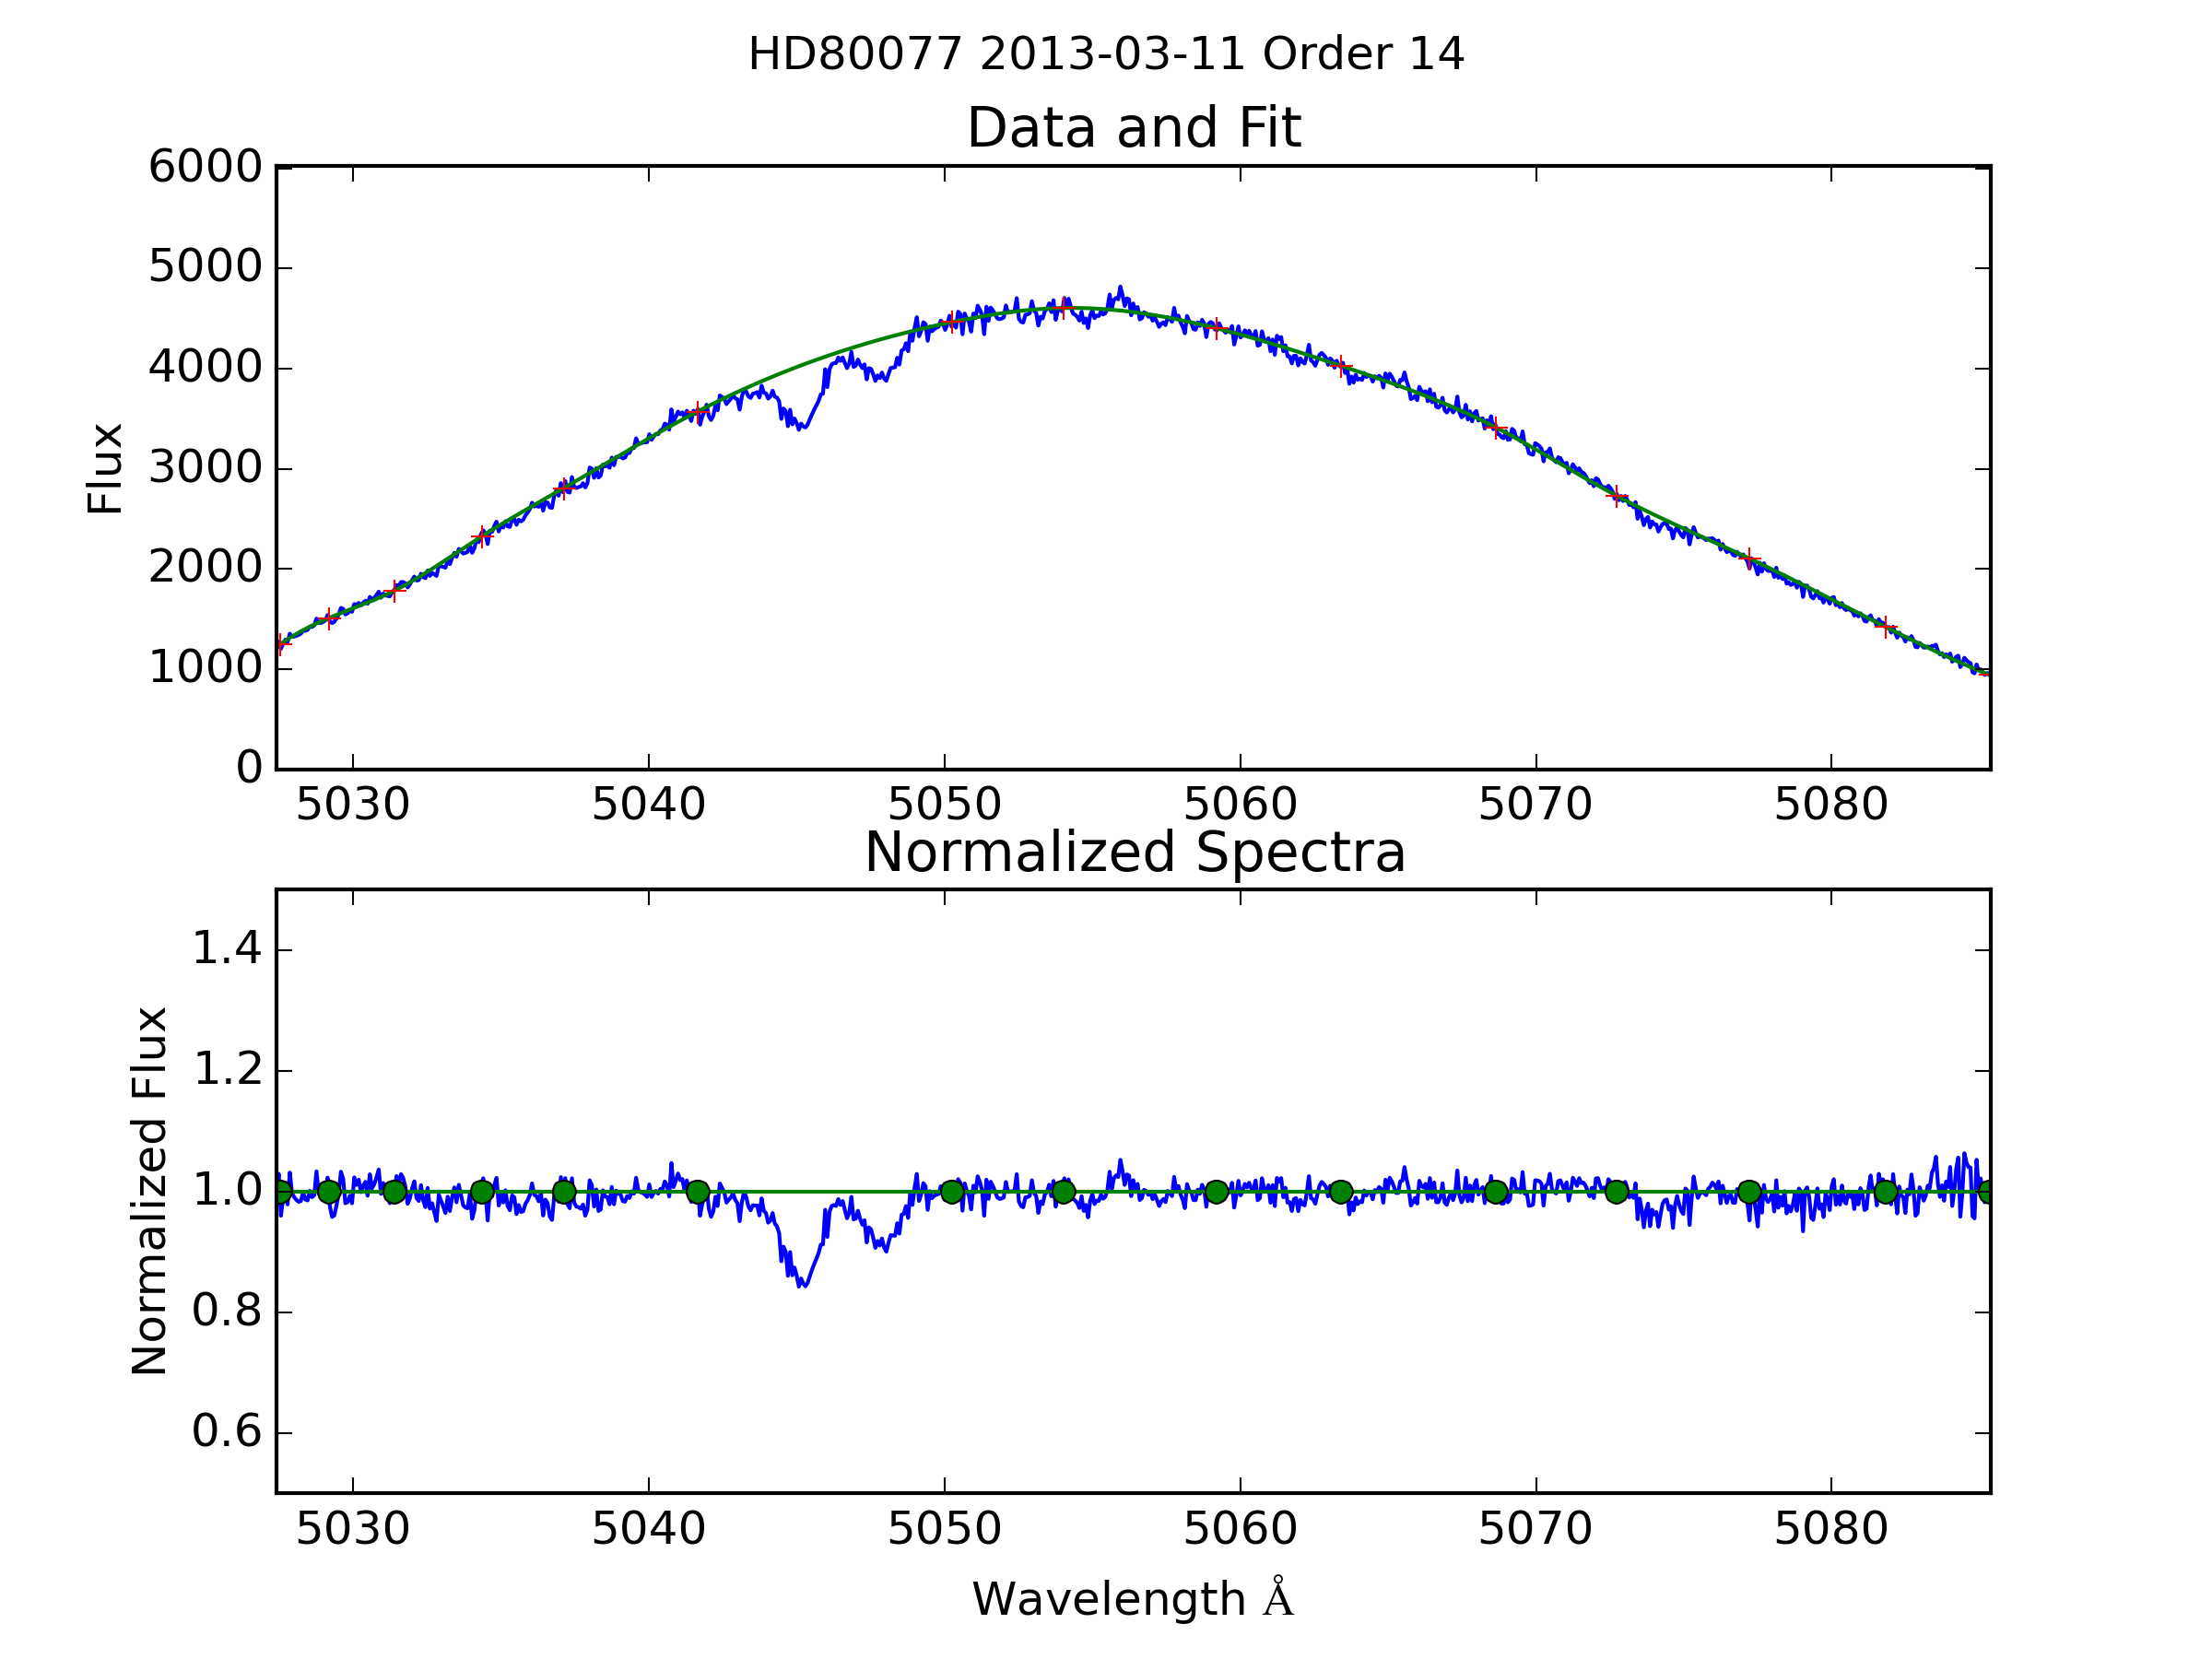 HD80077 2013-03-11 Order 14
Data and Fit
6000
5000
4000
3000
2000
1000
0
Flux
5030 5040 5050 5060 5070 5080
Normalized Spectra
1.4
1.2
1.0
0.8
0.6
Normalized Flux
5030 5040 5050 5060 5070 5080
Wavelength Å